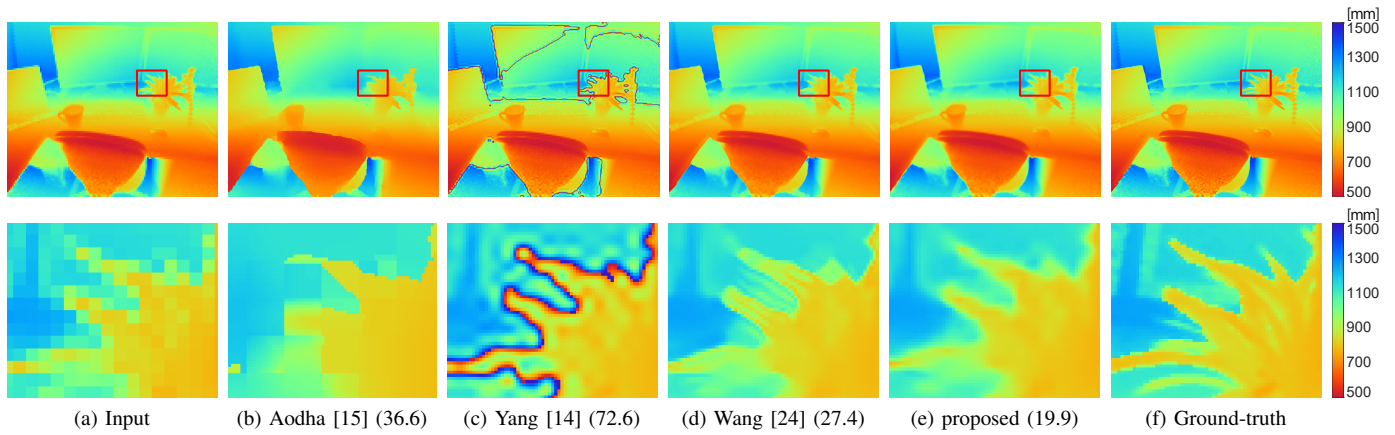 [mm]
1500
1300
1100
900
700
500
[mm]
1500
1300
1100
900
700
500
(a) Input
(b) Aodha [15] (36.6)
(c) Yang [14] (72.6)
(d) Wang [24] (27.4)
(e) proposed (19.9)
(f) Ground-truth